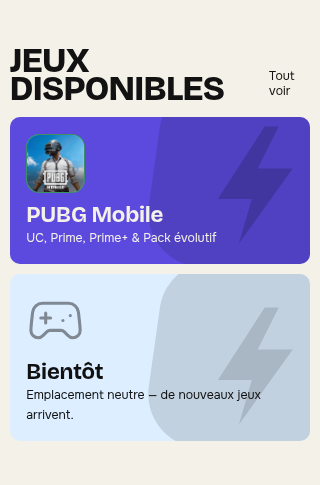 JEUX
DISPONIBLES
Tout
voir
PUBG
PUBG Mobile
UC, Prime, Prime+ & Pack évolutif
Bientôt
Emplacement neutre — de nouveaux jeux
arrivent.